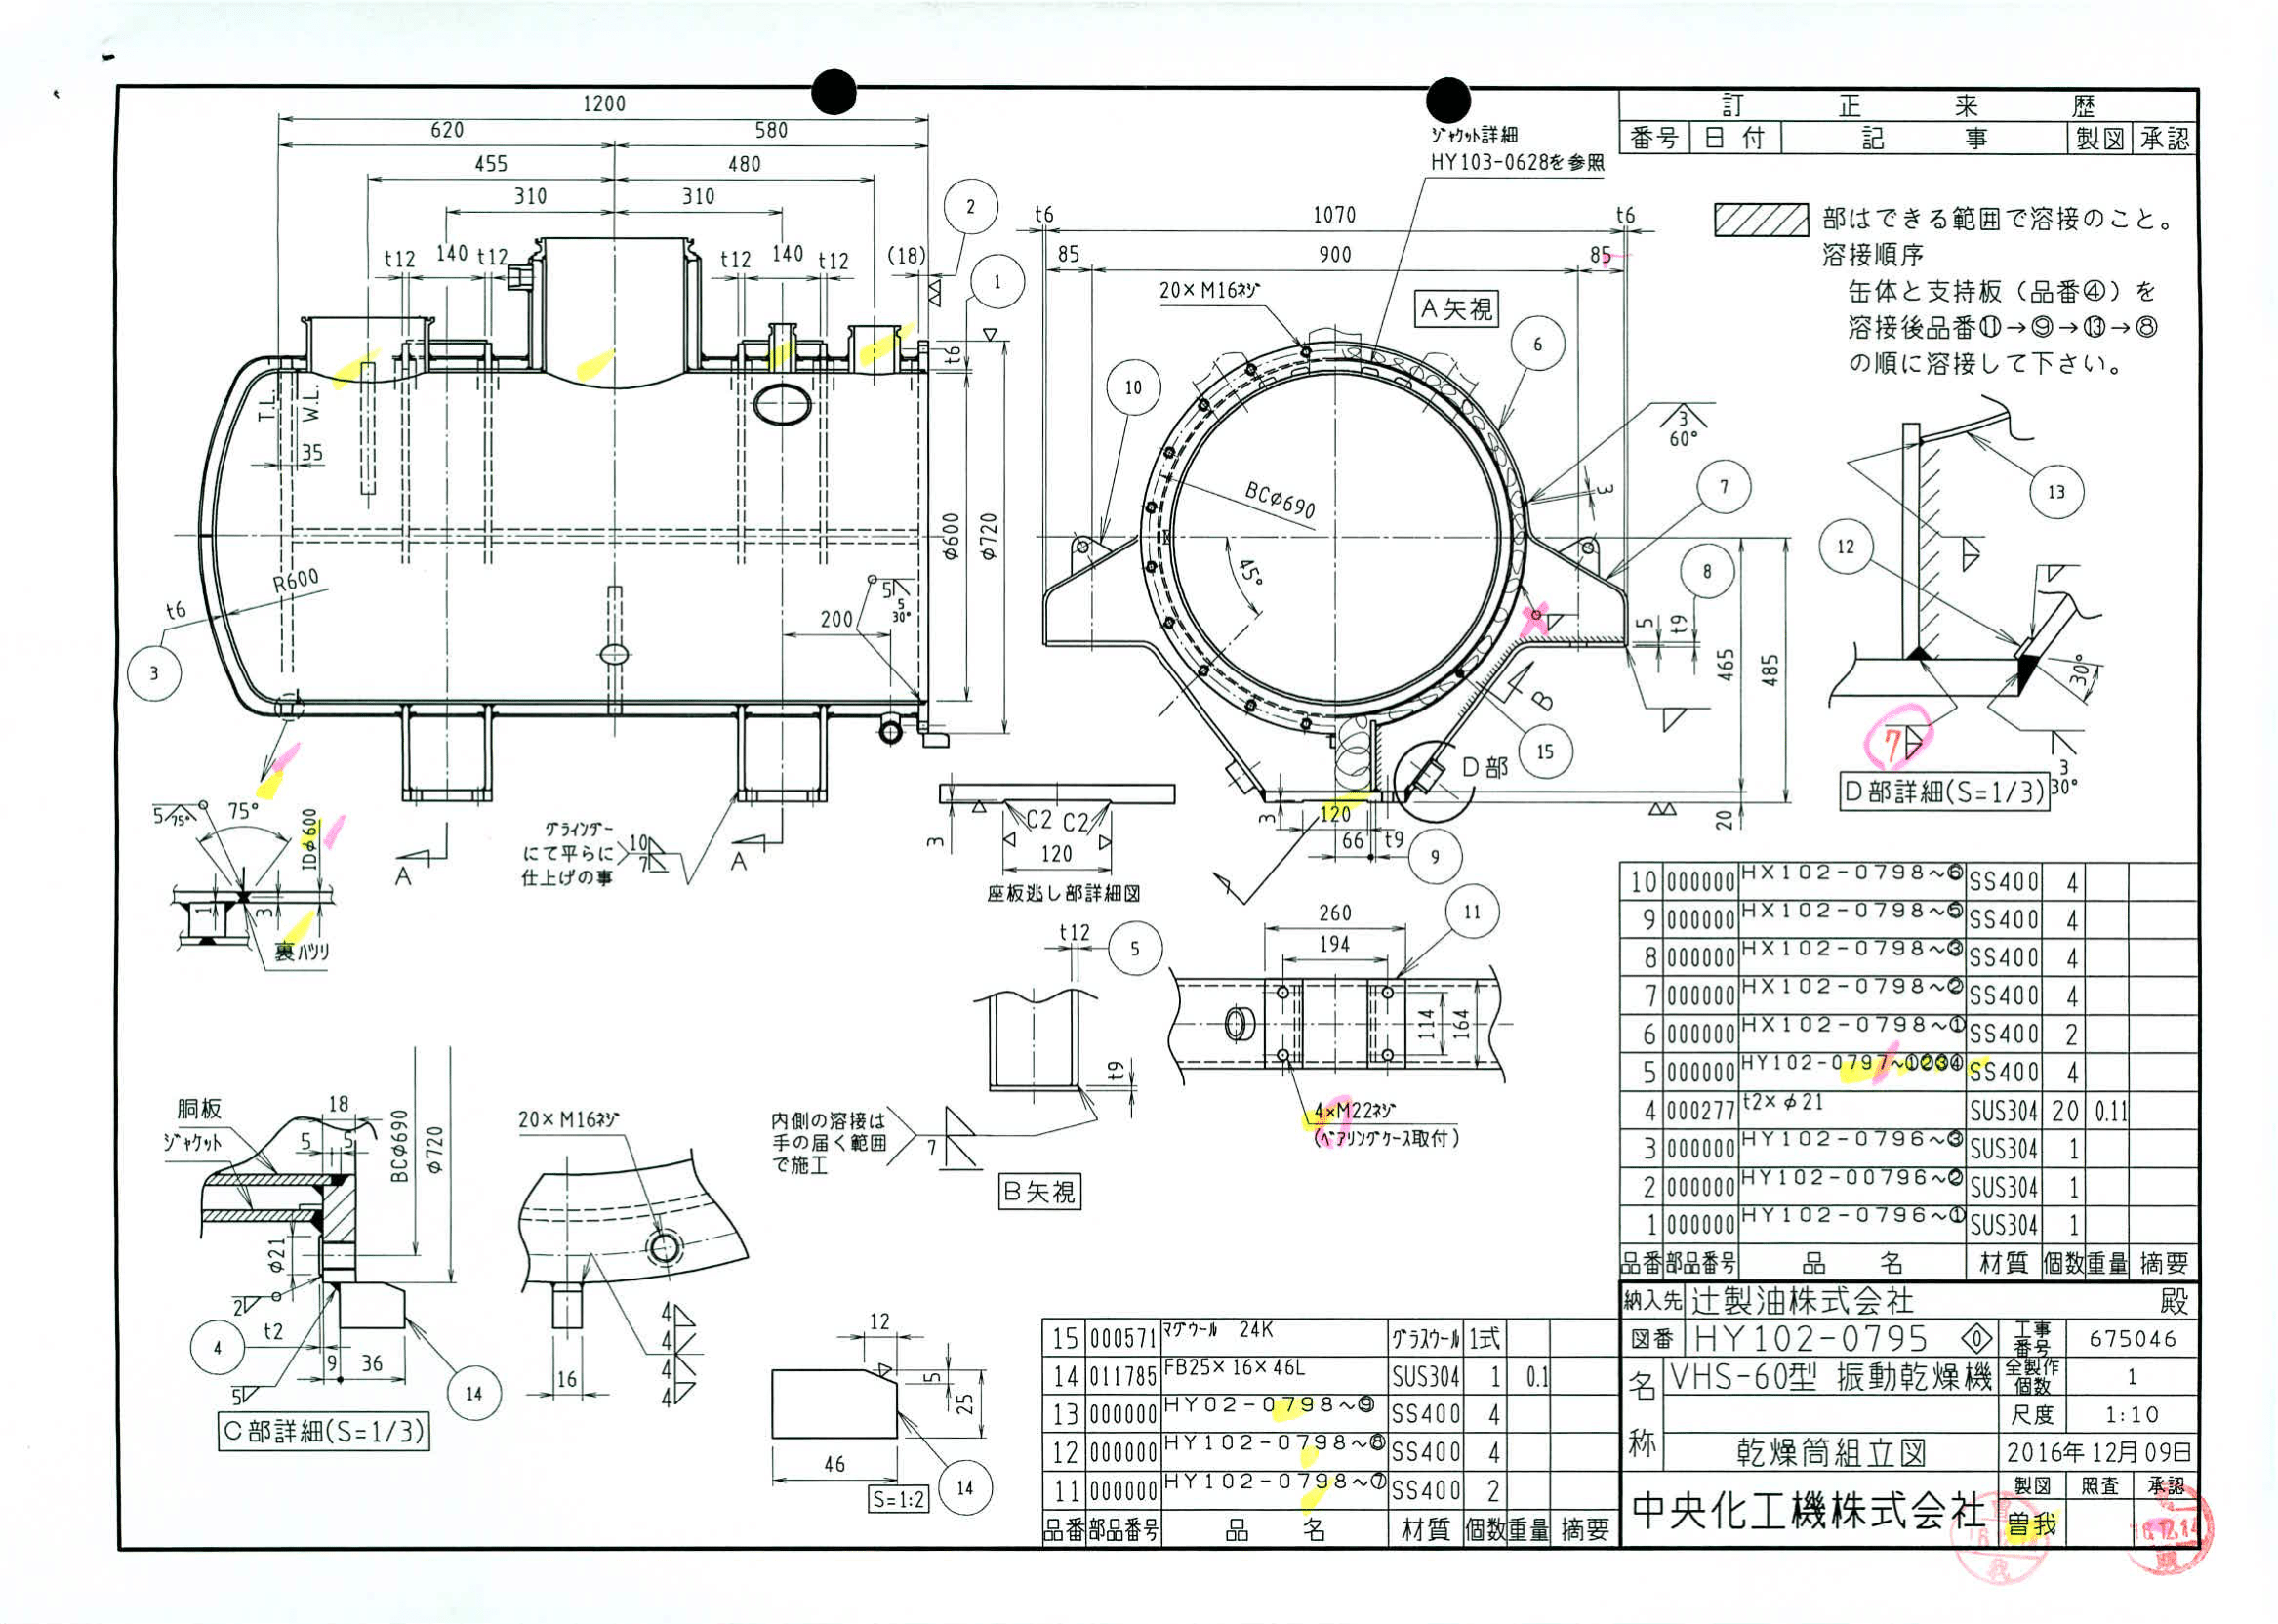 1200
620 580
455 480
310 310
t12 140 t12 t12 140 t12 (18)
2
1
t6
T.L.
W.L.
35
R600
t6
3
φ600
φ720
200
5
5
30°
5
75°
75°
IDφ600
1
3
裏ハツリ
A
A
グラインダー
にて平らに
仕上げの事
10
7
ジャケット詳細
HY103-0628を参照
t6 1070 t6
85 900 85
20×M16ネジ
A矢視
6
10
3
60°
BCφ690
45°
3
7
8
5
t9
465
485
20
B
15
D部
3
120
66 t9
9
3
C2 C2
120
座板逃し部詳細図
260
194
11
114
164
4×M22ネジ
(ベアリングケース取付)
t12
5
t9
内側の溶接は
手の届く範囲
で施工
7
B矢視
胴板
ジャケット
18
5 5
BCφ690
φ720
φ21
2
4
t2
9 36
5
14
C部詳細(S=1/3)
20×M16ネジ
16
4
4
4
4
12
5
25
46
14
S=1:2
訂正来歴
番号 日付 記事 製図 承認
部はできる範囲で溶接のこと。
溶接順序
缶体と支持板(品番④)を
溶接後品番⑪→⑨→⑬→⑧
の順に溶接して下さい。
13
12
30°
7
3
30°
D部詳細(S=1/3)
10 000000 HX102-0798~⑥ SS400 4
9 000000 HX102-0798~⑤ SS400 4
8 000000 HX102-0798~③ SS400 4
7 000000 HX102-0798~② SS400 4
6 000000 HX102-0798~① SS400 2
5 000000 HY102-0797~①②③④ SS400 4
4 000277 t2×φ21 SUS304 20 0.11
3 000000 HY102-0796~③ SUS304 1
2 000000 HY102-00796~② SUS304 1
1 000000 HY102-0796~① SUS304 1
品番 部品番号 品名 材質 個数 重量 摘要
15 000571 マグウール 24K グラスウール 1式
14 011785 FB25×16×46L SUS304 1 0.1
13 000000 HY02-0798~⑨ SS400 4
12 000000 HY102-0798~⑧ SS400 4
11 000000 HY102-0798~⑦ SS400 2
品番 部品番号 品名 材質 個数 重量 摘要
納入先 辻製油株式会社 殿
図番 HY102-0795 0 工事番号 675046
名称 VHS-60型 振動乾燥機 全製作個数 1
尺度 1:10
乾燥筒組立図 2016年12月09日
中央化工機株式会社 製図 照査 承認
曽我